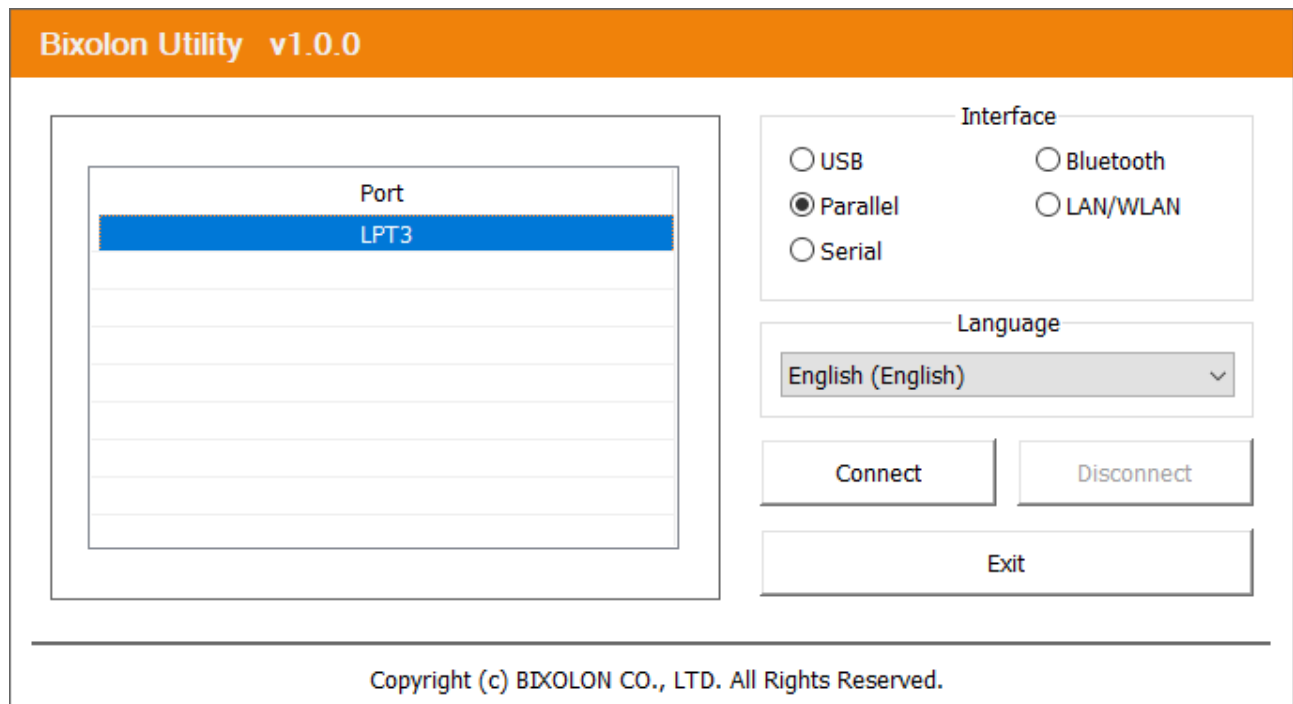 Bixolon Utility v1.0.0
Port
LPT3
Interface
USB
Bluetooth
Parallel
LAN/WLAN
Serial
Language
English (English)
Connect
Disconnect
Exit
Copyright (c) BIXOLON CO., LTD. All Rights Reserved.